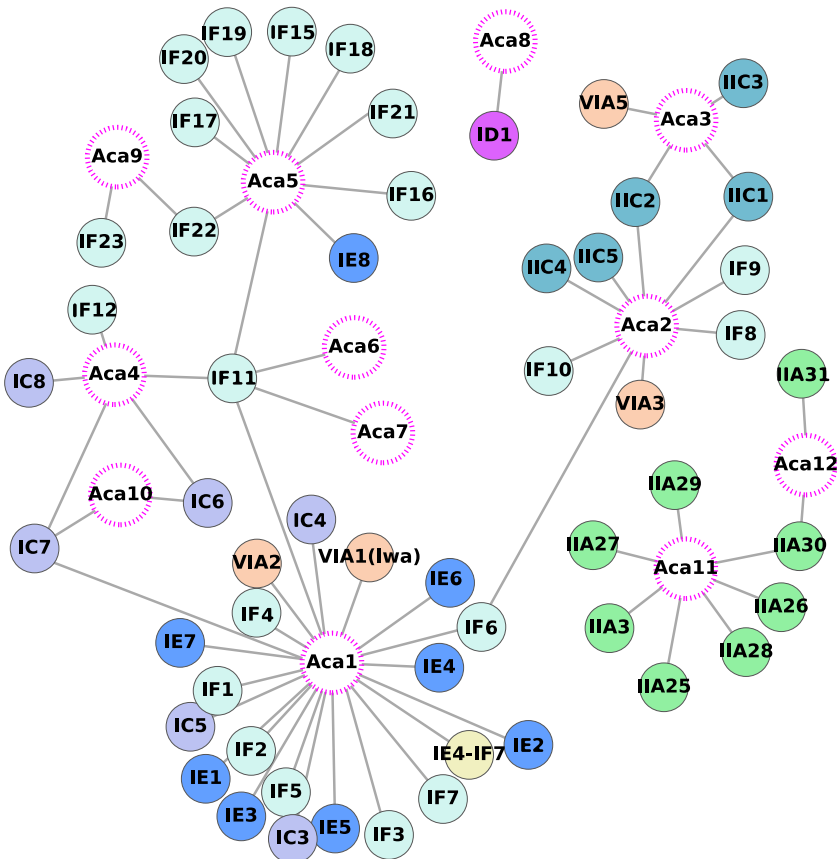 IF19
IF15
IF18
Aca8
IF20
IIC3
VIA5
IF21
Aca3
IF17
ID1
Aca9
Aca5
IF16
IIC2
IIC1
IF22
IF23
IE8
IIC5
IIC4
IF9
IF12
Aca2
IF8
Aca6
Aca4
IF11
IC8
IF10
IIA31
VIA3
Aca7
Aca12
IIA29
Aca10
IC6
IC4
IIA27
IIA30
IC7
VIA2
VIA1(Iwa)
Aca11
IE6
IIA26
IF4
IF6
IIA3
IE7
IIA28
Aca1
IE4
IIA25
IF1
IC5
IF2
IE4-IF7
IE2
IE1
IF5
IF7
IE3
IE5
IF3
IC3